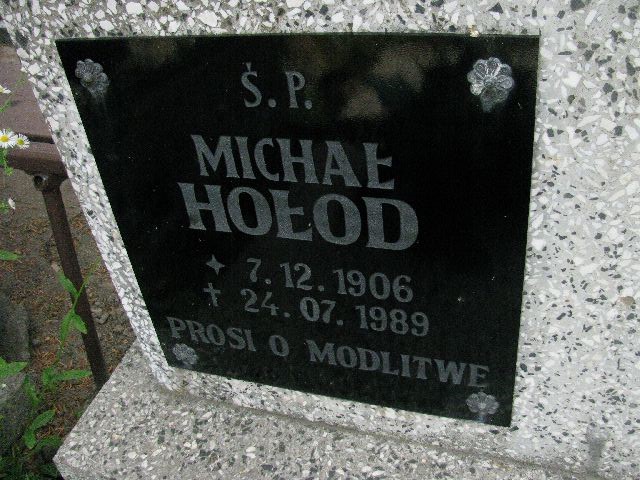 Ś. P.
MICHAŁ
HOŁOD
7. 12. 1906
24. 07. 1989
PROSI O MODLITWE